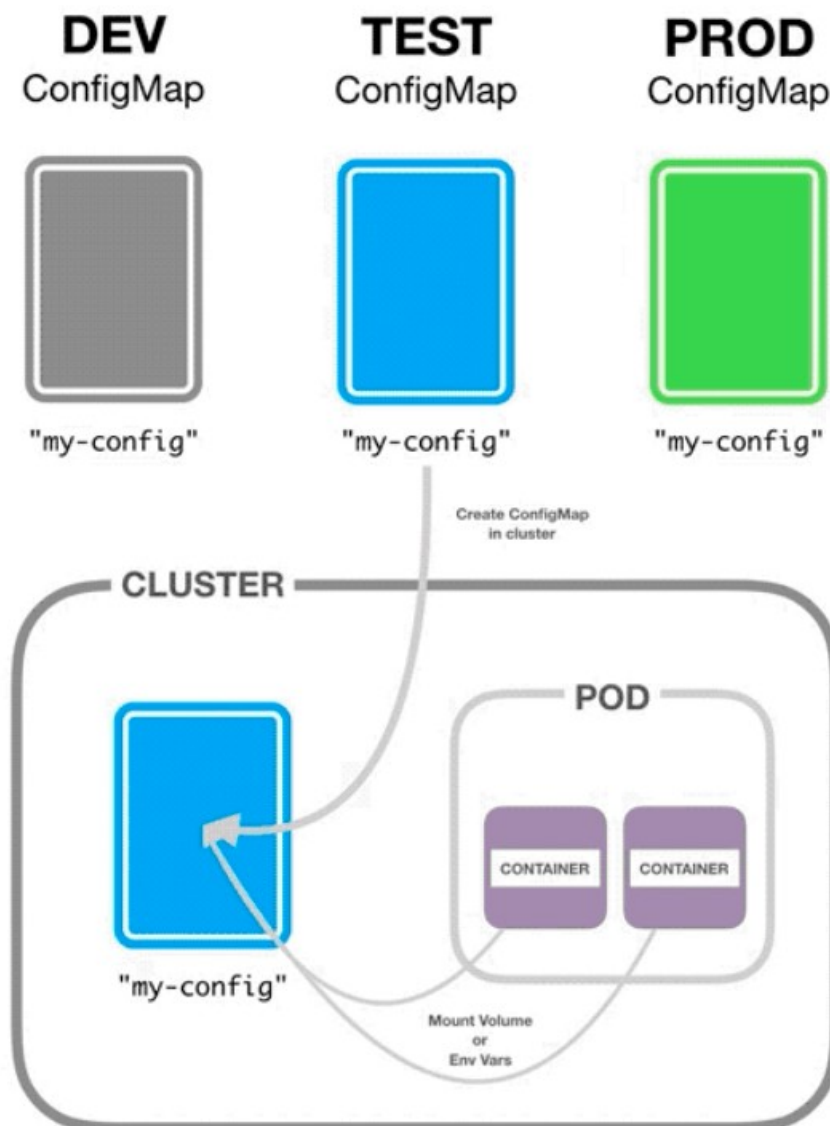 DEV
ConfigMap
TEST
ConfigMap
PROD
ConfigMap
"my-config"
"my-config"
"my-config"
Create ConfigMap
in cluster
CLUSTER
POD
CONTAINER
CONTAINER
"my-config"
Mount Volume
or
Env Vars